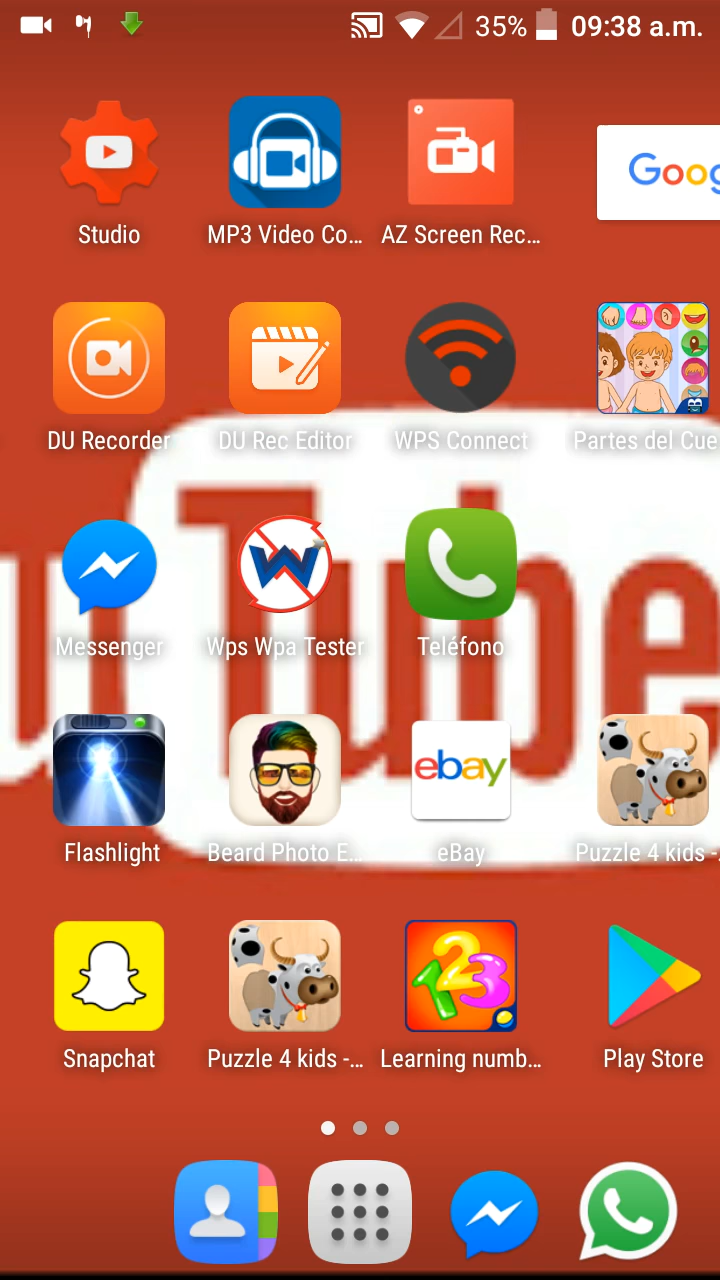 35% 09:38 a.m.
Studio
MP3 Video Co...
AZ Screen Rec...
Goog
DU Recorder
DU Rec Editor
WPS Connect
Partes del Cue
u Tube
Messenger
W
Wps Wpa Tester
Teléfono
Flashlight
Beard Photo E...
ebay
eBay
Puzzle 4 kids -..
Snapchat
Puzzle 4 kids -...
123
Learning numb...
Play Store